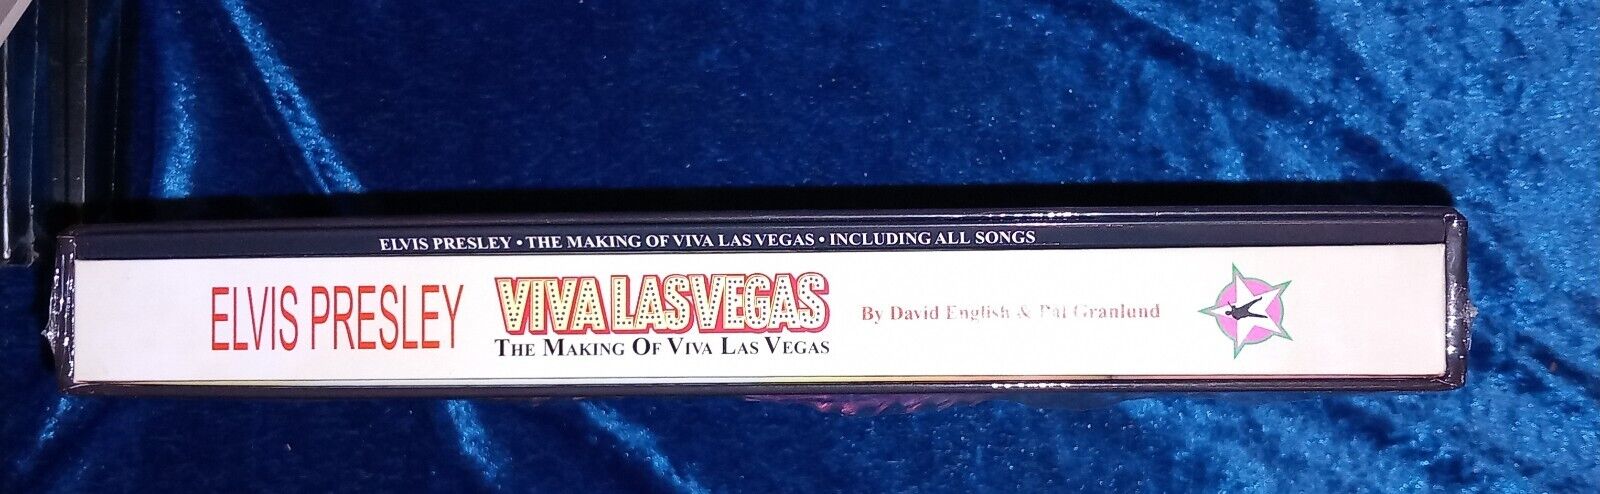 ELVIS PRESLEY • THE MAKING OF VIVA LAS VEGAS • INCLUDING ALL SONGS
ELVIS PRESLEY
VIVA LAS VEGAS
THE MAKING OF VIVA LAS VEGAS
By David English & Pal Granlund